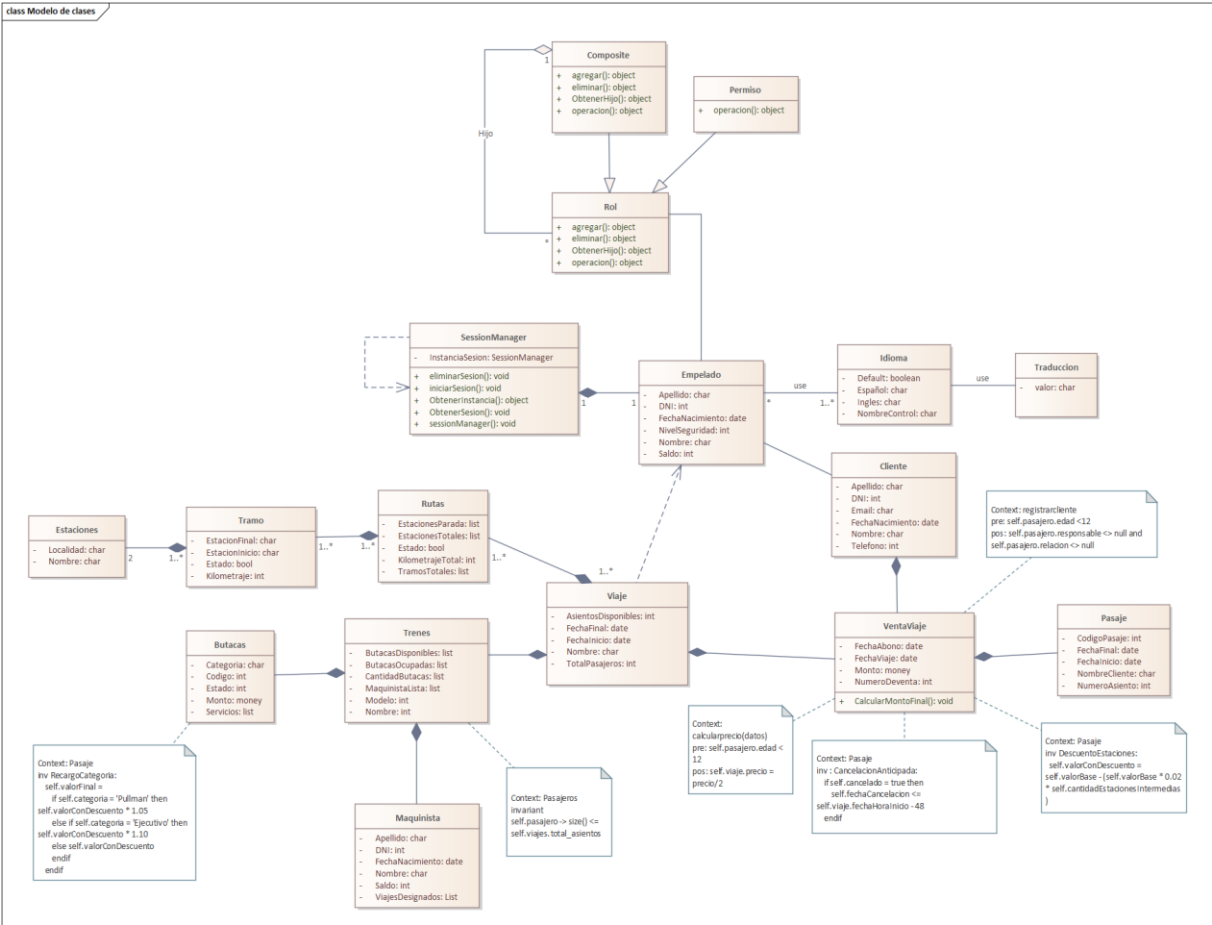 class Modelo de clases
Composite
+ agregar(): object
+ eliminar(): object
+ ObtenerHijo(): object
+ operacion(): object
1
Permiso
+ operacion(): object
Hijo
Rol
+ agregar(): object
+ eliminar(): object
+ ObtenerHijo(): object
+ operacion(): object
*
SessionManager
- InstanciaSesion: SessionManager
+ eliminarSesion(): void
+ iniciarSesion(): void
+ ObtenerInstancia(): object
+ ObtenerSesion(): void
+ sessionManager(): void
1
1
Empelado
- Apellido: char
- DNI: int
- FechaNacimiento: date
- NivelSeguridad: int
- Nombre: char
- Saldo: int
use
*
1..*
Idioma
- Default: boolean
- Español: char
- Ingles: char
- NombreControl: char
use
Traduccion
- valor: char
Cliente
- Apellido: char
- DNI: int
- Email: char
- FechaNacimiento: date
- Nombre: char
- Telefono: int
Context: registrarcliente
pre: self.pasajero.edad <12
pos: self.pasajero.responsable <> null and
self.pasajero.relacion <> null
Estaciones
- Localidad: char
- Nombre: char
2
1..*
Tramo
- EstacionFinal: char
- EstacionInicio: char
- Estado: bool
- Kilometraje: int
1..*
1..*
Rutas
- EstacionesParada: list
- EstacionesTotales: list
- Estado: bool
- KilometrajeTotal: int
- TramosTotales: list
1..*
1..*
Viaje
- AsientosDisponibles: int
- FechaFinal: date
- FechaInicio: date
- Nombre: char
- TotalPasajeros: int
Butacas
- Categoria: char
- Codigo: int
- Estado: int
- Monto: money
- Servicios: list
Trenes
- ButacasDisponibles: list
- ButacasOcupadas: list
- CantidadButacas: list
- MaquinistaLista: list
- Modelo: int
- Nombre: int
VentaViaje
- FechaAbono: date
- FechaViaje: date
- Monto: money
- NumeroDeventa: int
+ CalcularMontoFinal(): void
Pasaje
- CodigoPasaje: int
- FechaFinal: date
- FechaInicio: date
- NombreCliente: char
- NumeroAsiento: int
Context: Pasaje
inv RecargoCategoria:
self.valorFinal =
if self.categoria = 'Pullman' then
self.valorConDescuento * 1.05
else if self.categoria = 'Ejecutivo' then
self.valorConDescuento * 1.10
else self.valorConDescuento
endif
endif
Maquinista
- Apellido: char
- DNI: int
- FechaNacimiento: date
- Nombre: char
- Saldo: int
- ViajesDesignados: List
Context: Pasajeros
invariant
self.pasajero -> size() <=
self.viajes.total_asientos
Context:
calcularprecio(datos)
pre: self.pasajero.edad <
12
pos: self.viaje.precio =
precio/2
Context: Pasaje
inv : CancelacionAnticipada:
if self.cancelado = true then
self.fechaCancelacion <=
self.viaje.fechaHoraInicio - 48
endif
Context: Pasaje
inv DescuentoEstaciones:
self.valorConDescuento =
self.valorBase - (self.valorBase * 0.02
* self.cantidadEstacionesIntermedias
)